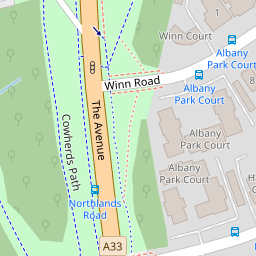 Winn Court
Albany
Park Court
Winn Road
Albany
Park Court
The Avenue
Cowherds Path
Albany
Park Court
Albany
Park Court
Northlands
Road
A33